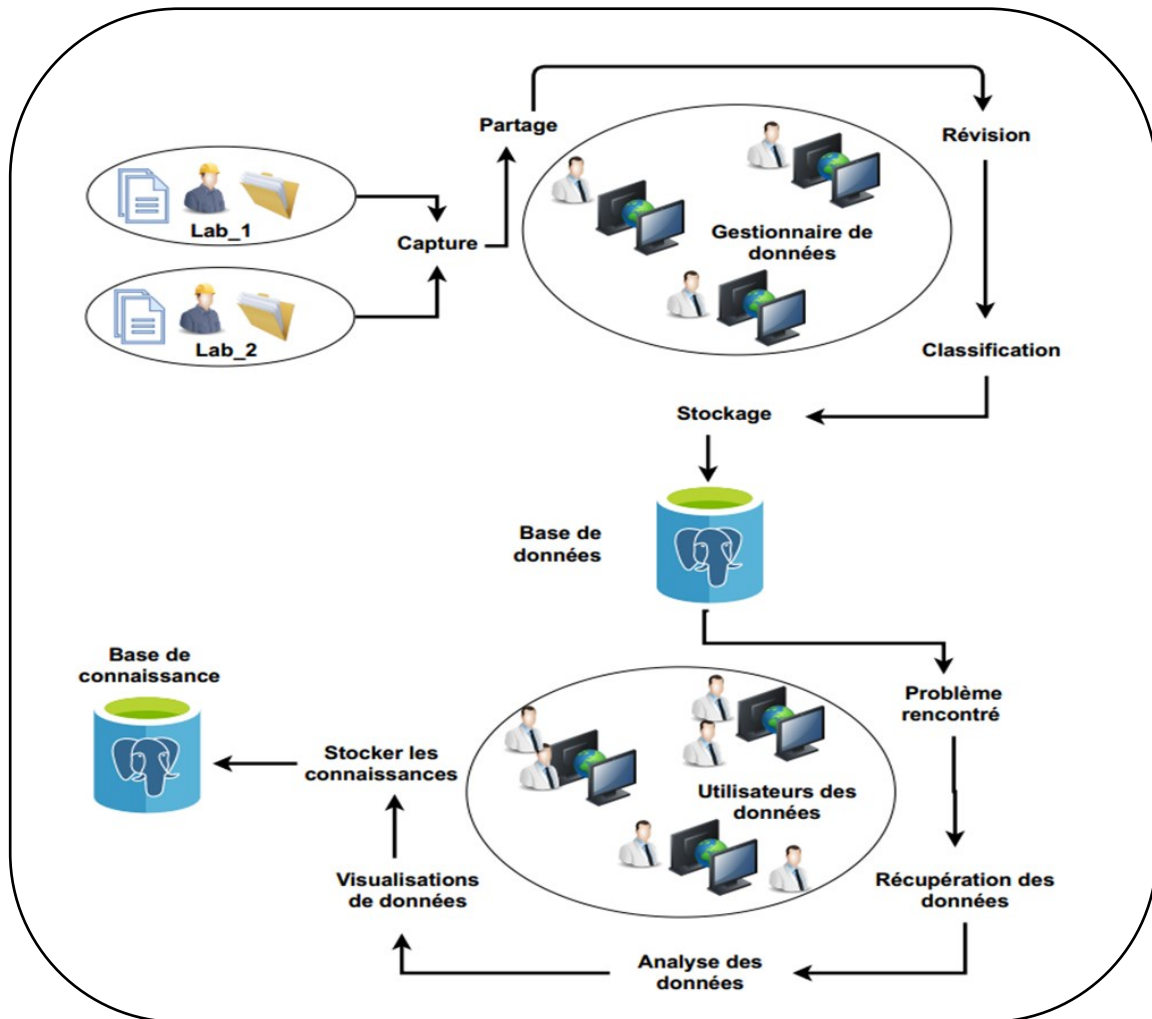 Partage
Révision
Lab_1
Capture
Gestionnaire de
données
Lab_2
Classification
Stockage
Base de
données
Base de
connaissance
Problème
rencontré
Stocker les
connaissances
Utilisateurs des
données
Visualisations
de données
Récupération des
données
Analyse des
données